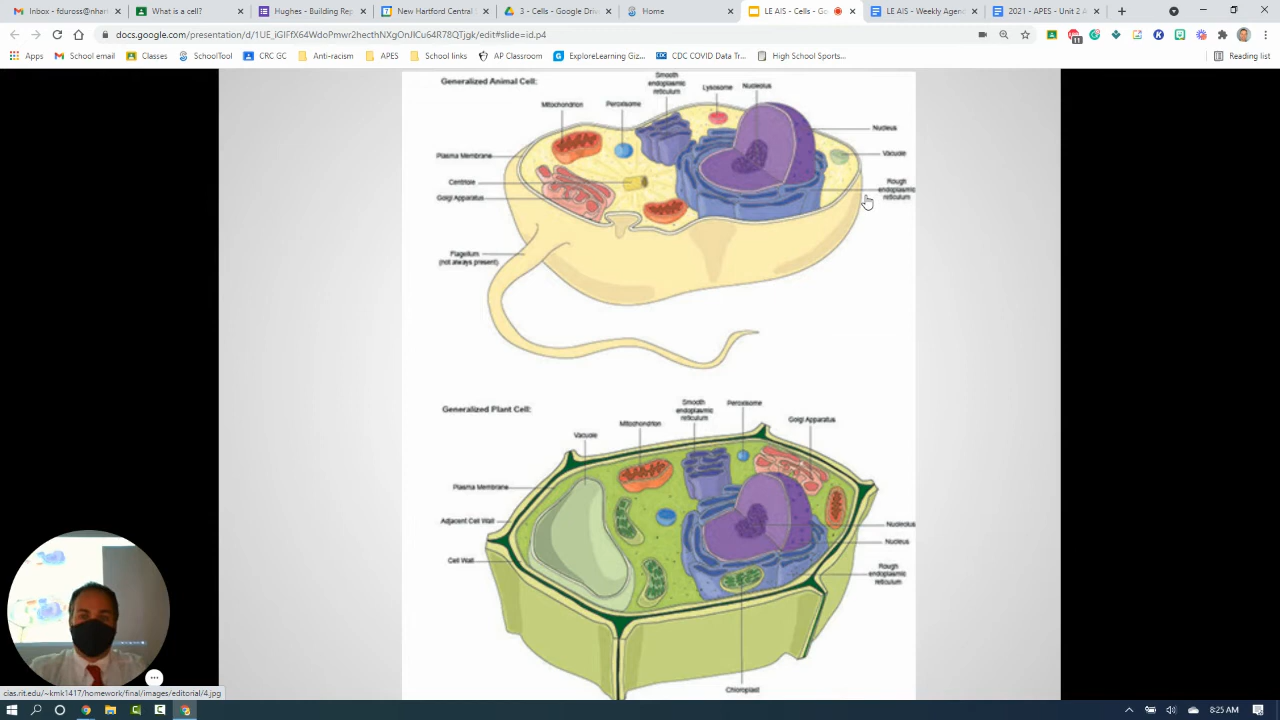 Inbox - tduross@nhar
What is a cell?
Hughes - Building Rep
New Hartford Central
3 - Cells - Google Driv
Home
LE AIS - Cells - Go
LE AIS - Weekly Agend
2021 - APES - Unit 2 A
docs.google.com/presentation/d/
/edit#slide=id.p4
Apps
School email
Classes
SchoolTool
CRC GC
Anti-racism
APES
School links
AP Classroom
ExploreLearning Giz...
CDC COVID Data Tr...
High School Sports...
Reading list
11
Generalized Animal Cell:
Smooth
endoplasmic
reticulum
Lysosome
Nucleolus
Mitochondrion
Peroxisome
Nucleus
Plasma Membrane
Vacuole
Centriole
Golgi Apparatus
Rough
endoplasmic
reticulum
Flagellum
(not always present)
Generalized Plant Cell:
Smooth
endoplasmic
reticulum
Peroxisome
Golgi Apparatus
Mitochondrion
Vacuole
Plasma Membrane
Adjacent Cell Wall
Nucleolus
Nucleus
Cell Wall
Rough
endoplasmic
reticulum
Chloroplast
8:25 AM